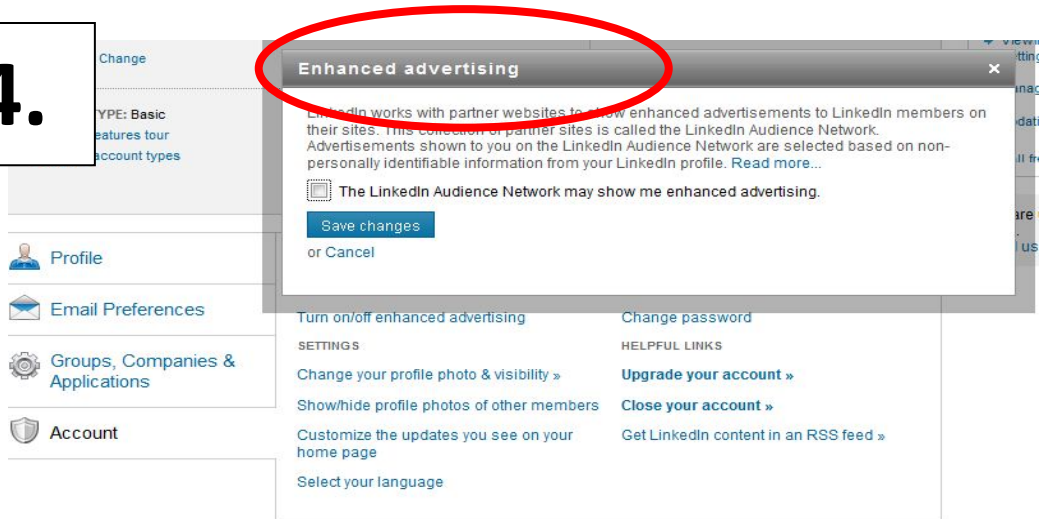 4.
Change
YPE: Basic
eatures tour
account types
Enhanced advertising
×
LinkedIn works with partner websites to show enhanced advertisements to LinkedIn members on
their sites. This collection of partner sites is called the LinkedIn Audience Network.
Advertisements shown to you on the LinkedIn Audience Network are selected based on non-
personally identifiable information from your LinkedIn profile. Read more...
The LinkedIn Audience Network may show me enhanced advertising.
Save changes
or Cancel
Profile
Email Preferences
Groups, Companies &
Applications
Account
Turn on/off enhanced advertising
SETTINGS
Change your profile photo & visibility »
Show/hide profile photos of other members
Customize the updates you see on your
home page
Select your language
Change password
HELPFUL LINKS
Upgrade your account »
Close your account »
Get LinkedIn content in an RSS feed »